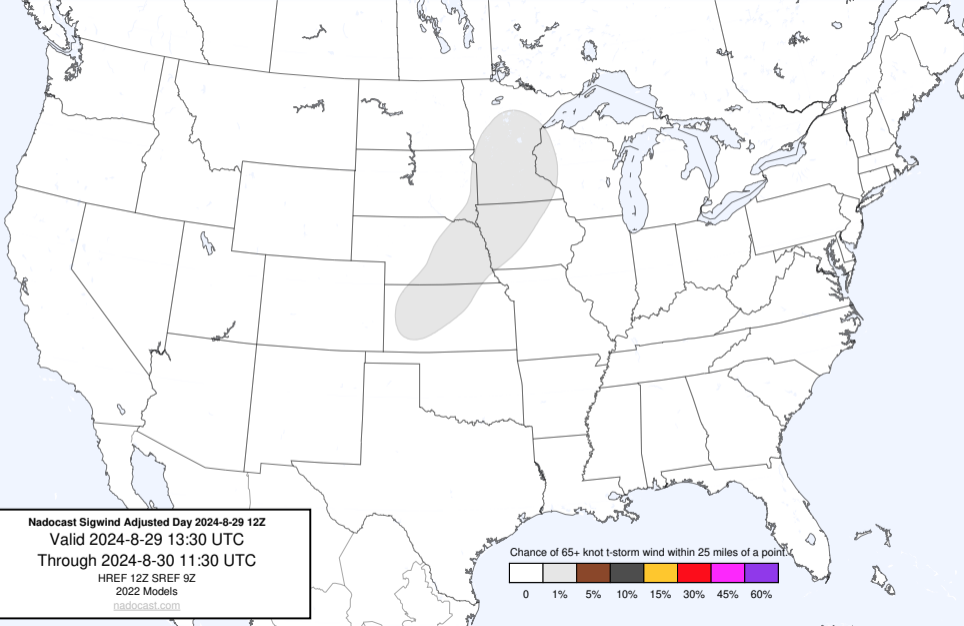 Nadocast Sigwind Adjusted Day 2024-8-29 12Z
Valid 2024-8-29 13:30 UTC
Through 2024-8-30 11:30 UTC
HREF 12Z SREF 9Z
2022 Models
nadocast.com
Chance of 65+ knot t-storm wind within 25 miles of a point.
0 1% 5% 10% 15% 30% 45% 60%